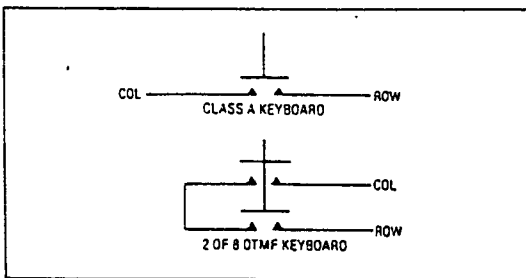 COL ROW
CLASS A KEYBOARD
COL
ROW
2 OF 8 DTMF KEYBOARD